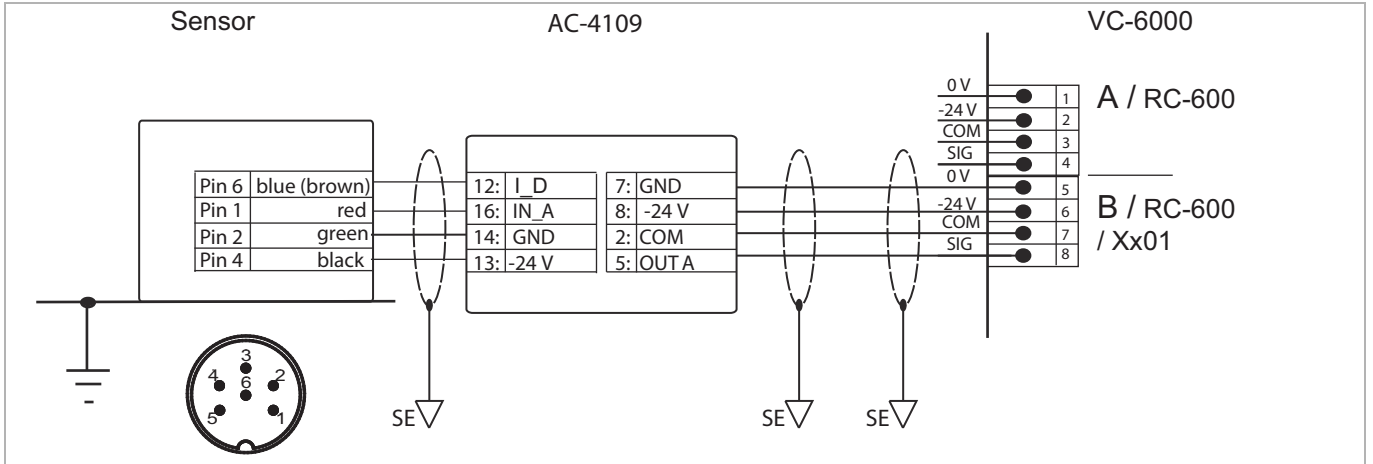 Sensor AC-4109 VC-6000
0 V 1 A / RC-600
-24 V 2
COM 3
SIG 4
Pin 6 blue (brown) 12: I_D 7: GND 0 V 5
Pin 1 red 16: IN_A 8: -24 V -24 V 6 B / RC-600
Pin 2 green 14: GND 2: COM COM 7 / Xx01
Pin 4 black 13: -24 V 5: OUT A SIG 8
3
4 6 2
5 1
SE SE SE